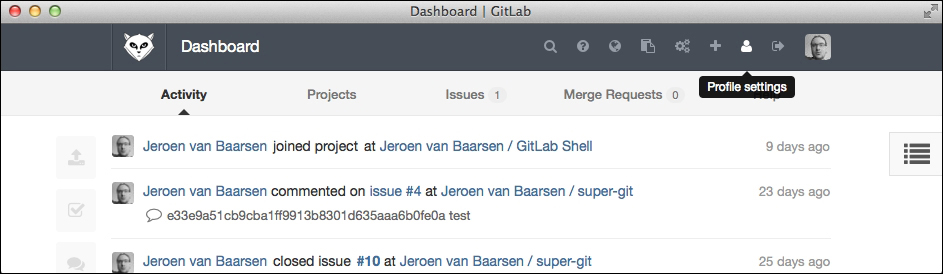 Dashboard | GitLab
Dashboard
Profile settings
Activity Projects Issues 1 Merge Requests 0 Help
Jeroen van Baarsen joined project at Jeroen van Baarsen / GitLab Shell 9 days ago
Jeroen van Baarsen commented on issue #4 at Jeroen van Baarsen / super-git 23 days ago
e33e9a51cb9cba1ff9913b8301d635aaa6b0fe0a test
Jeroen van Baarsen closed issue #10 at Jeroen van Baarsen / super-git 25 days ago